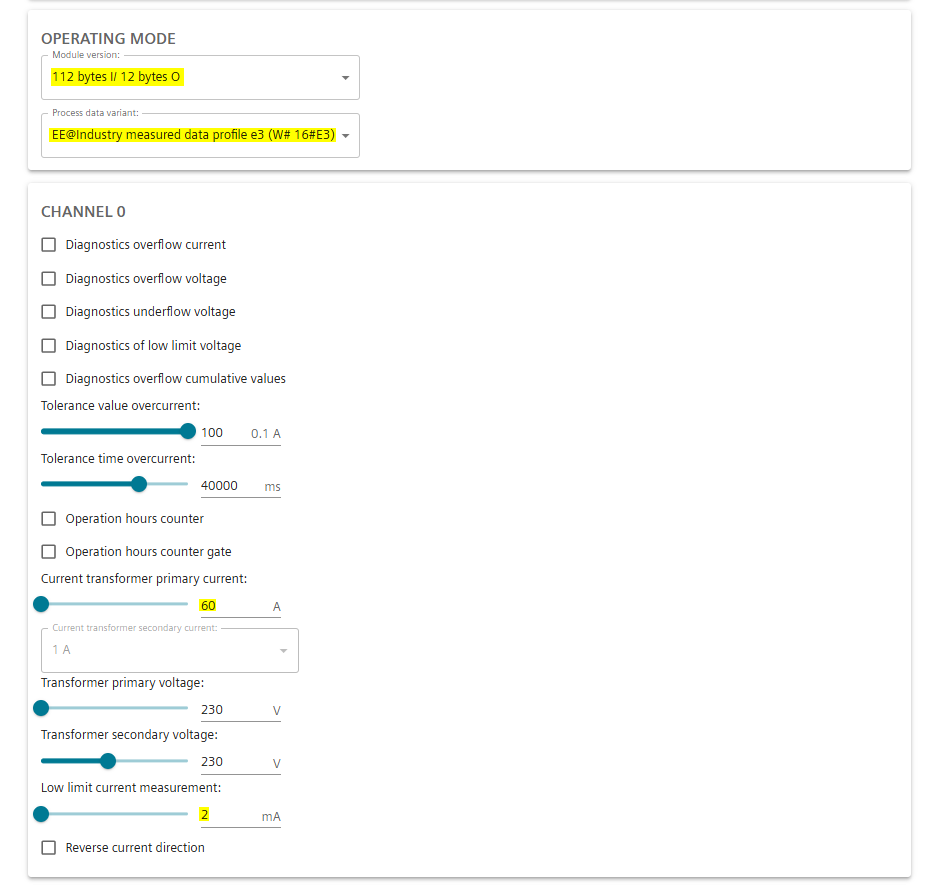 OPERATING MODE
Module version:
112 bytes I/ 12 bytes O
Process data variant:
EE@Industry measured data profile e3 (W# 16#E3)
CHANNEL 0
Diagnostics overflow current
Diagnostics overflow voltage
Diagnostics underflow voltage
Diagnostics of low limit voltage
Diagnostics overflow cumulative values
Tolerance value overcurrent:
100 0.1 A
Tolerance time overcurrent:
40000 ms
Operation hours counter
Operation hours counter gate
Current transformer primary current:
60 A
Current transformer secondary current:
1 A
Transformer primary voltage:
230 V
Transformer secondary voltage:
230 V
Low limit current measurement:
2 mA
Reverse current direction